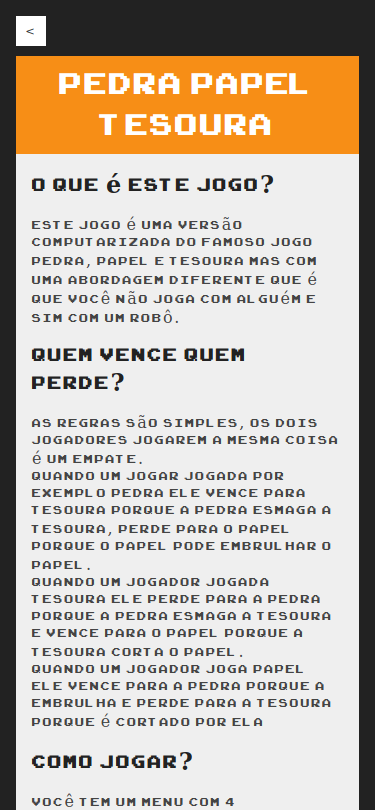 <
PEDRA PAPEL
TESOURA
O QUE é ESTE JOGO?
ESTE JOGO é UMA VERSãO
COMPUTARIZADA DO FAMOSO JOGO
PEDRA, PAPEL E TESOURA MAS COM
UMA ABORDAGEM DIFERENTE QUE é
QUE VOCê NãO JOGA COM ALGUéM E
SIM COM UM ROBô.
QUEM VENCE QUEM
PERDE?
AS REGRAS SãO SIMPLES, OS DOIS
JOGADORES JOGAREM A MESMA COISA
é UM EMPATE.
QUANDO UM JOGAR JOGADA POR
EXEMPLO PEDRA ELE VENCE PARA
TESOURA PORQUE A PEDRA ESMAGA A
TESOURA, PERDE PARA O PAPEL
PORQUE O PAPEL PODE EMBRULHAR O
PAPEL.
QUANDO UM JOGADOR JOGADA
TESOURA ELE PERDE PARA A PEDRA
PORQUE A PEDRA ESMAGA A TESOURA
E VENCE PARA O PAPEL PORQUE A
TESOURA CORTA O PAPEL.
QUANDO UM JOGADOR JOGA PAPEL
ELE VENCE PARA A PEDRA PORQUE A
EMBRULHA E PERDE PARA A TESOURA
PORQUE é CORTADO POR ELA
COMO JOGAR?
VOCê TEM UM MENU COM 4